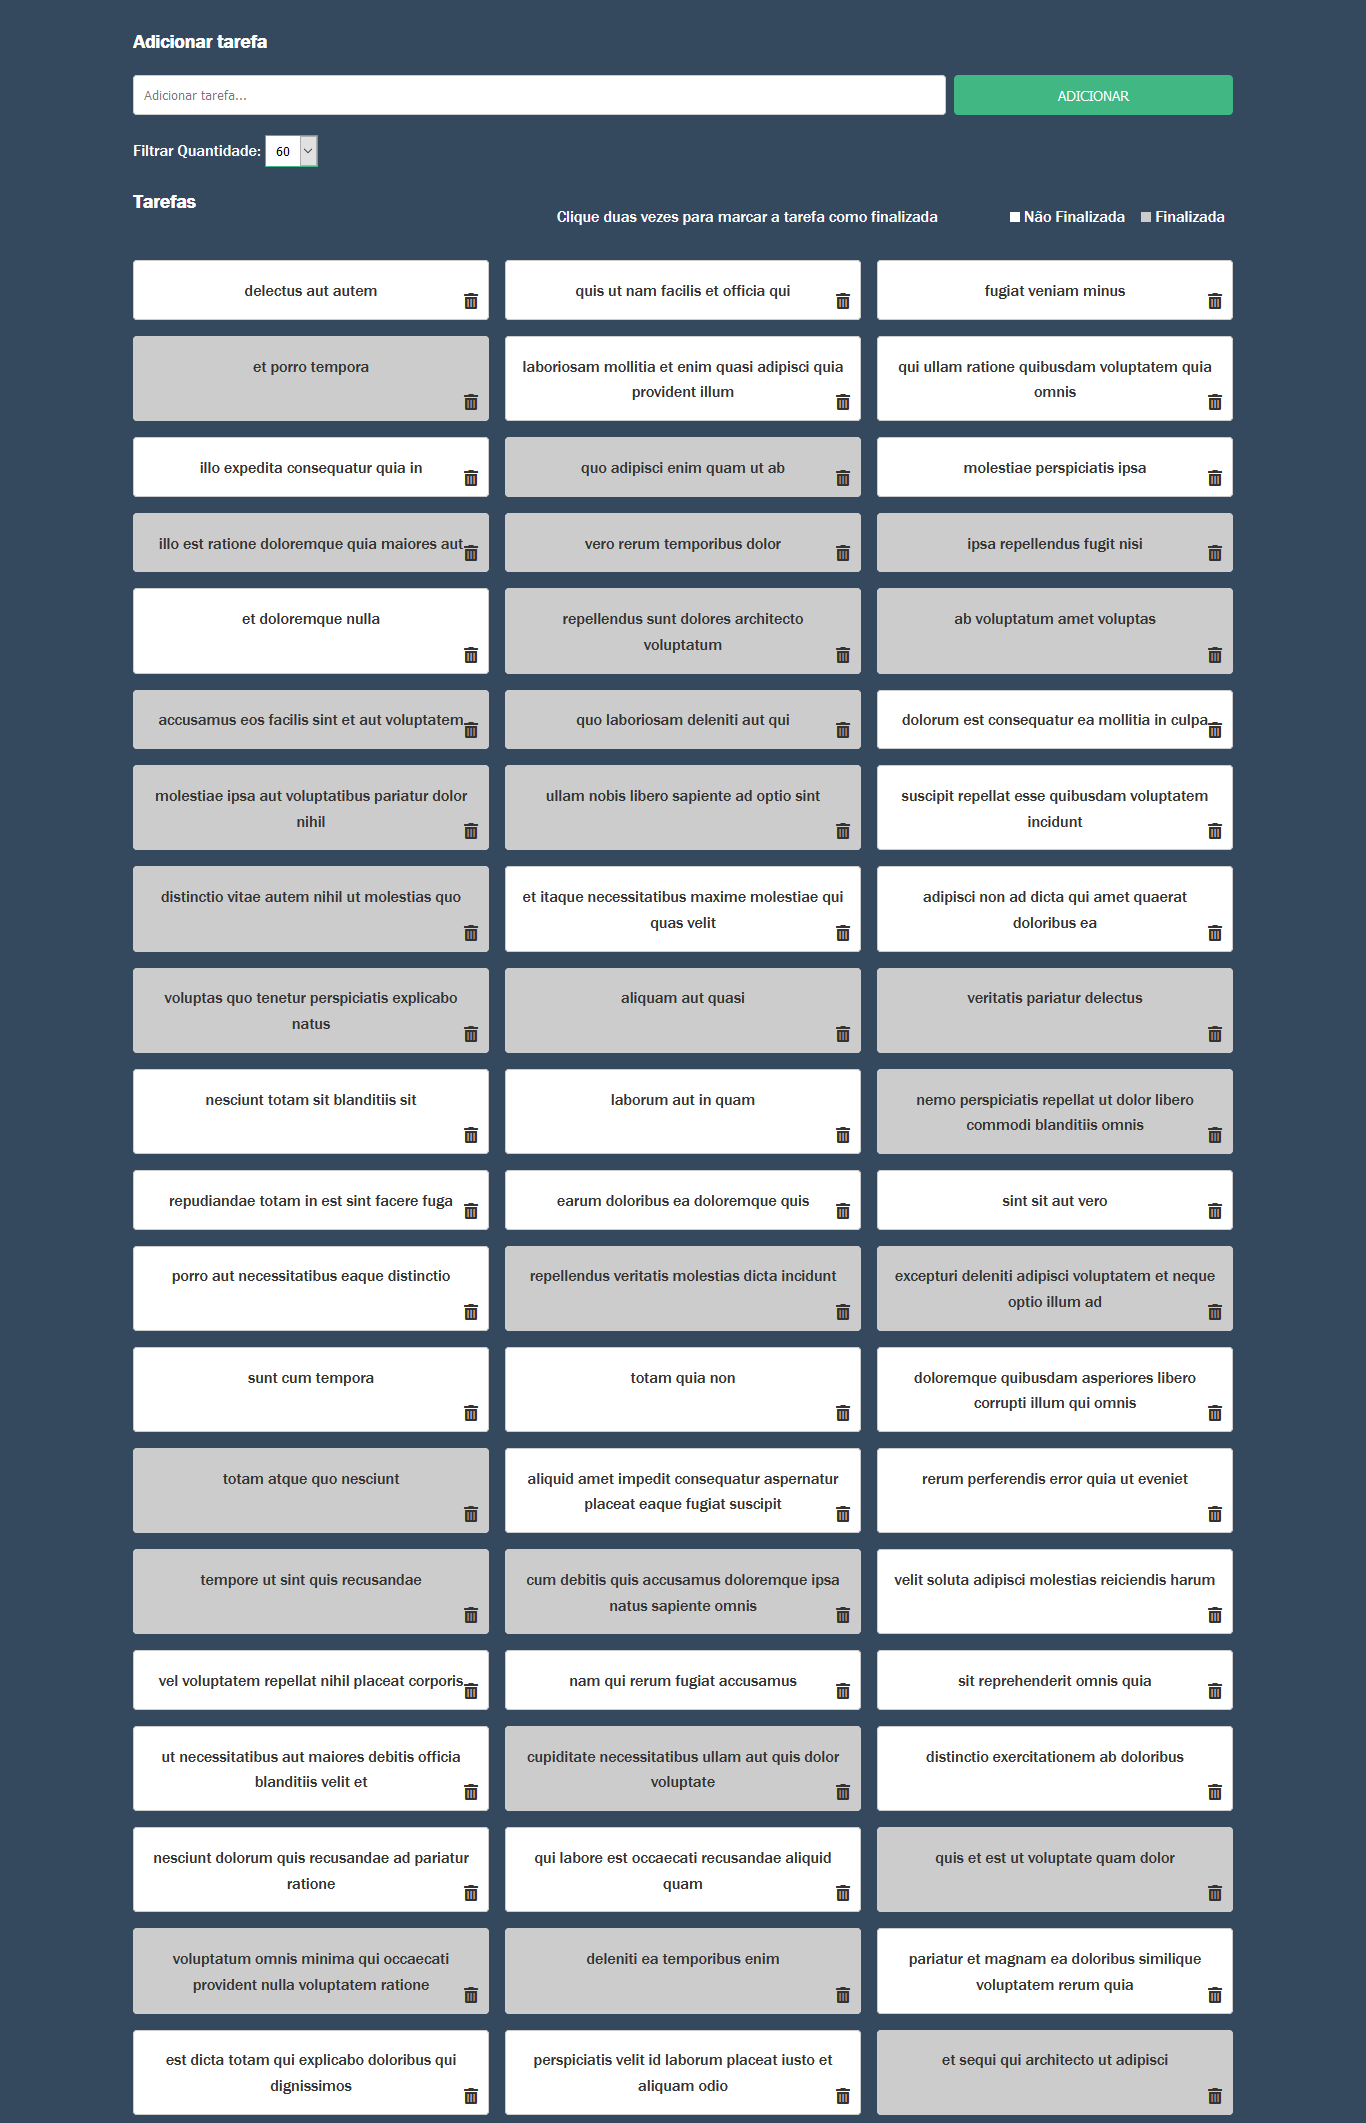 Adicionar tarefa
Adicionar tarefa...
ADICIONAR
Filtrar Quantidade: 60
Tarefas
Clique duas vezes para marcar a tarefa como finalizada
Não Finalizada
Finalizada
delectus aut autem
quis ut nam facilis et officia qui
fugiat veniam minus
et porro tempora
laboriosam mollitia et enim quasi adipisci quia
provident illum
qui ullam ratione quibusdam voluptatem quia
omnis
illo expedita consequatur quia in
quo adipisci enim quam ut ab
molestiae perspiciatis ipsa
illo est ratione doloremque quia maiores aut
vero rerum temporibus dolor
ipsa repellendus fugit nisi
et doloremque nulla
repellendus sunt dolores architecto
voluptatum
ab voluptatum amet voluptas
accusamus eos facilis sint et aut voluptatem
quo laboriosam deleniti aut qui
dolorum est consequatur ea mollitia in culpa
molestiae ipsa aut voluptatibus pariatur dolor
nihil
ullam nobis libero sapiente ad optio sint
suscipit repellat esse quibusdam voluptatem
incidunt
distinctio vitae autem nihil ut molestias quo
et itaque necessitatibus maxime molestiae qui
quas velit
adipisci non ad dicta qui amet quaerat
doloribus ea
voluptas quo tenetur perspiciatis explicabo
natus
aliquam aut quasi
veritatis pariatur delectus
nesciunt totam sit blanditiis sit
laborum aut in quam
nemo perspiciatis repellat ut dolor libero
commodi blanditiis omnis
repudiandae totam in est sint facere fuga
earum doloribus ea doloremque quis
sint sit aut vero
porro aut necessitatibus eaque distinctio
repellendus veritatis molestias dicta incidunt
excepturi deleniti adipisci voluptatem et neque
optio illum ad
sunt cum tempora
totam quia non
doloremque quibusdam asperiores libero
corrupti illum qui omnis
totam atque quo nesciunt
aliquid amet impedit consequatur aspernatur
placeat eaque fugiat suscipit
rerum perferendis error quia ut eveniet
tempore ut sint quis recusandae
cum debitis quis accusamus doloremque ipsa
natus sapiente omnis
velit soluta adipisci molestias reiciendis harum
vel voluptatem repellat nihil placeat corporis
nam qui rerum fugiat accusamus
sit reprehenderit omnis quia
ut necessitatibus aut maiores debitis officia
blanditiis velit et
cupiditate necessitatibus ullam aut quis dolor
voluptate
distinctio exercitationem ab doloribus
nesciunt dolorum quis recusandae ad pariatur
ratione
qui labore est occaecati recusandae aliquid
quam
quis et est ut voluptate quam dolor
voluptatum omnis minima qui occaecati
provident nulla voluptatem ratione
deleniti ea temporibus enim
pariatur et magnam ea doloribus similique
voluptatem rerum quia
est dicta totam qui explicabo doloribus qui
dignissimos
perspiciatis velit id laborum placeat iusto et
aliquam odio
et sequi qui architecto ut adipisci